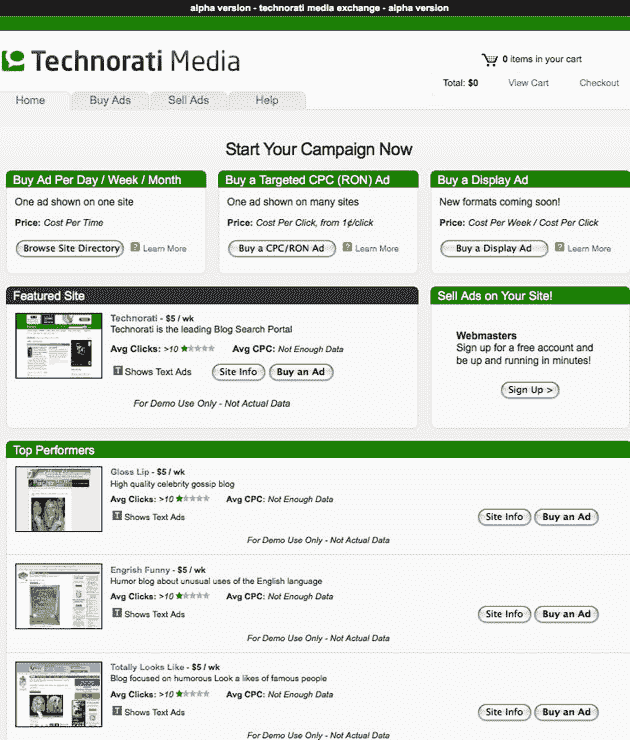 alpha version - technorati media exchange - alpha version
Technorati Media
0 items in your cart
Total: $0 View Cart Checkout
Home Buy Ads Sell Ads Help
Start Your Campaign Now
Buy Ad Per Day / Week / Month
One ad shown on one site
Price: Cost Per Time
Browse Site Directory ? Learn More
Buy a Targeted CPC (RON) Ad
One ad shown on many sites
Price: Cost Per Click, from 1¢/click
Buy a CPC/RON Ad ? Learn More
Buy a Display Ad
New formats coming soon!
Price: Cost Per Week / Cost Per Click
Buy a Display Ad ? Learn More
Featured Site
Technorati - $5 / wk
Technorati is the leading Blog Search Portal
Avg Clicks: >10 Avg CPC: Not Enough Data
T Shows Text Ads Site Info Buy an Ad
For Demo Use Only - Not Actual Data
Sell Ads on Your Site!
Webmasters
Sign up for a free account and
be up and running in minutes!
Sign Up >
Top Performers
Gloss Lip - $5 / wk
High quality celebrity gossip blog
Avg Clicks: >10 Avg CPC: Not Enough Data
T Shows Text Ads Site Info Buy an Ad
For Demo Use Only - Not Actual Data
Engrish Funny - $5 / wk
Humor blog about unusual uses of the English language
Avg Clicks: >10 Avg CPC: Not Enough Data
T Shows Text Ads Site Info Buy an Ad
For Demo Use Only - Not Actual Data
Totally Looks Like - $5 / wk
Blog focused on humorous Look a likes of famous people
Avg Clicks: >10 Avg CPC: Not Enough Data
T Shows Text Ads Site Info Buy an Ad
For Demo Use Only - Not Actual Data